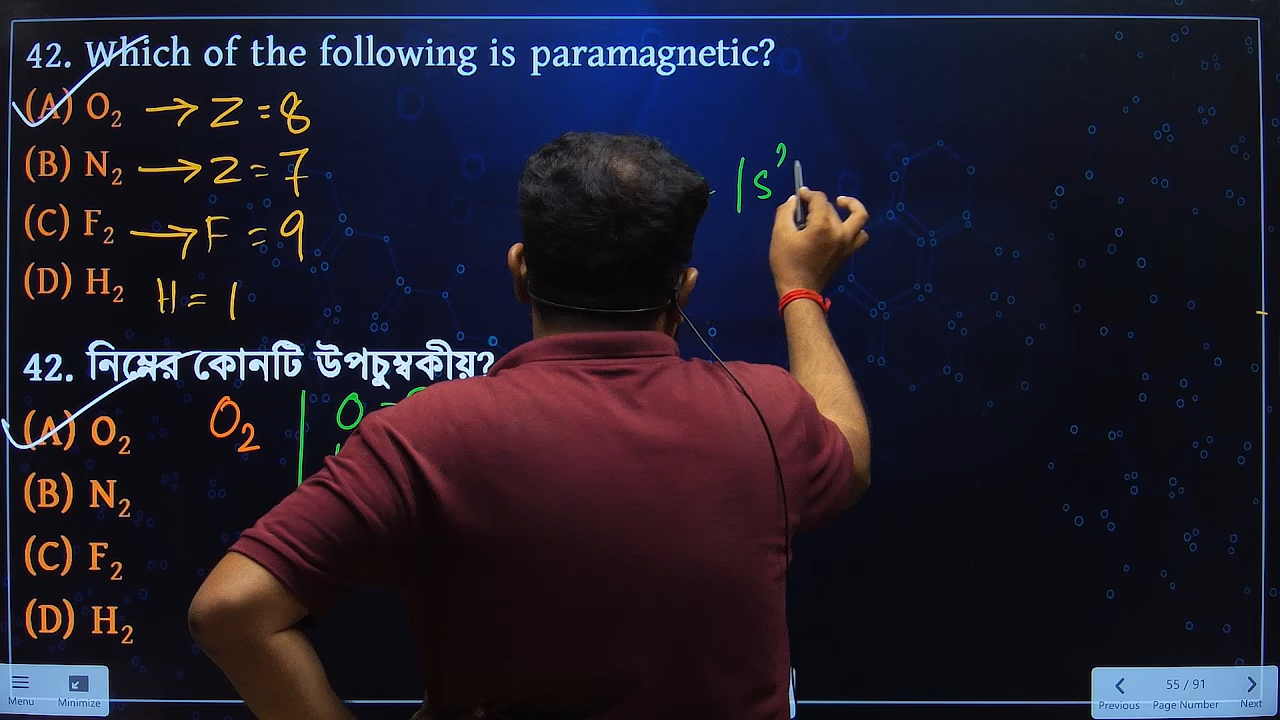 42. Which of the following is paramagnetic?
(A) O₂ → Z = 8
(B) N₂ → Z = 7
(C) F₂ → F = 9
(D) H₂ H = 1
1s²
42. নিম্নের কোনটি উপচুম্বকীয়?
(A) O₂ O₂ | O
(B) N₂
(C) F₂
(D) H₂
Menu Minimize
55 / 91
Previous Page Number Next